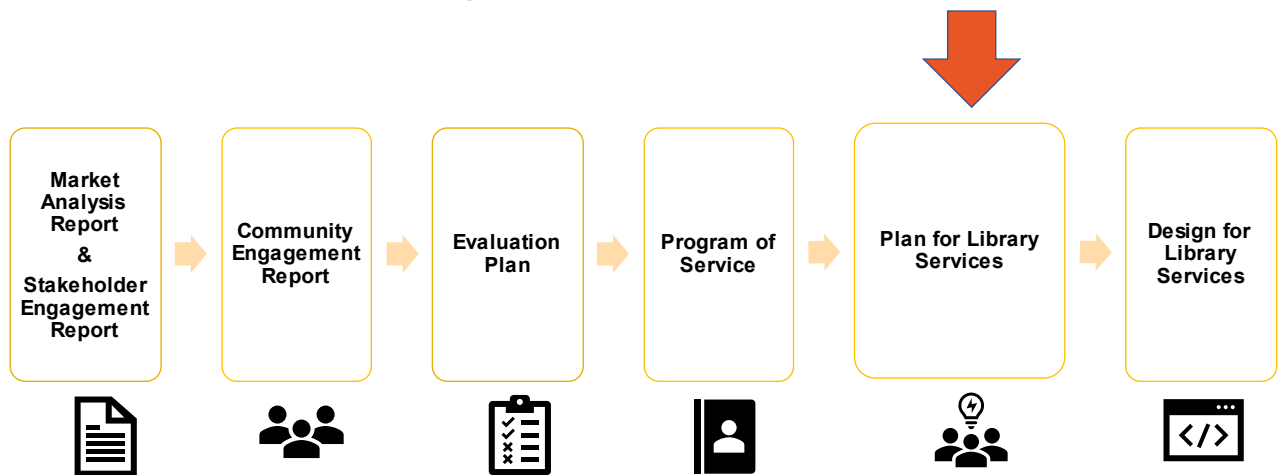 Market
Analysis
Report
&
Stakeholder
Engagement
Report
Community
Engagement
Report
Evaluation
Plan
Program of
Service
Plan for Library
Services
Design for
Library
Services